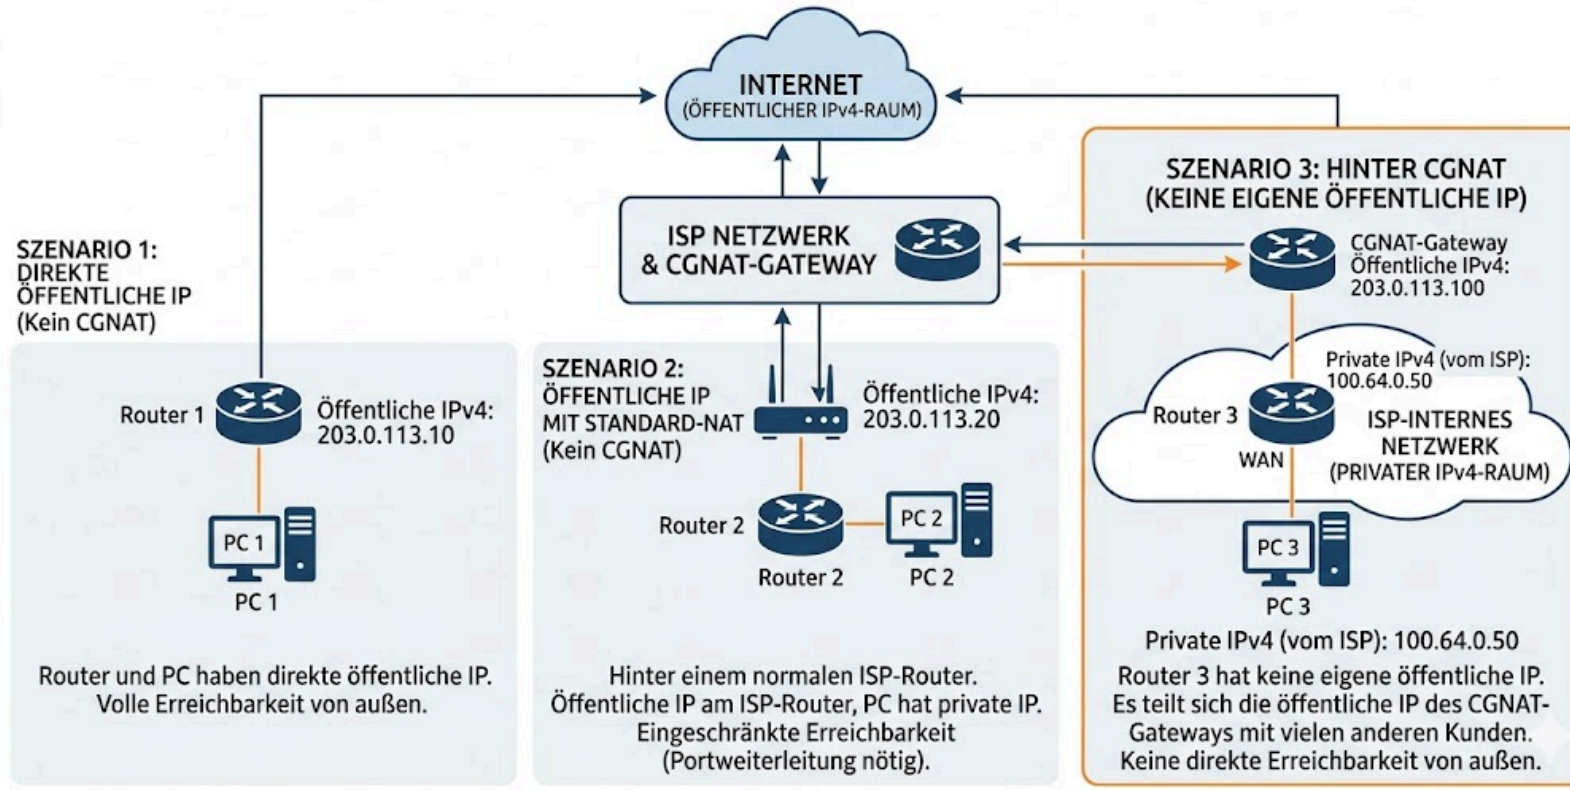 INTERNET
(ÖFFENTLICHER IPv4-RAUM)
ISP NETZWERK
& CGNAT-GATEWAY
SZENARIO 1:
DIREKTE
ÖFFENTLICHE IP
(Kein CGNAT)
Router 1
Öffentliche IPv4:
203.0.113.10
PC 1
PC 1
Router und PC haben direkte öffentliche IP.
Volle Erreichbarkeit von außen.
SZENARIO 2:
ÖFFENTLICHE IP
MIT STANDARD-NAT
(Kein CGNAT)
Öffentliche IPv4:
203.0.113.20
Router 2
Router 2
PC 2
PC 2
Hinter einem normalen ISP-Router.
Öffentliche IP am ISP-Router, PC hat private IP.
Eingeschränkte Erreichbarkeit
(Portweiterleitung nötig).
SZENARIO 3: HINTER CGNAT
(KEINE EIGENE ÖFFENTLICHE IP)
CGNAT-Gateway
Öffentliche IPv4:
203.0.113.100
Private IPv4 (vom ISP):
100.64.0.50
Router 3
WAN
ISP-INTERNES
NETZWERK
(PRIVATER IPv4-RAUM)
PC 3
PC 3
Private IPv4 (vom ISP): 100.64.0.50
Router 3 hat keine eigene öffentliche IP.
Es teilt sich die öffentliche IP des CGNAT-
Gateways mit vielen anderen Kunden.
Keine direkte Erreichbarkeit von außen.